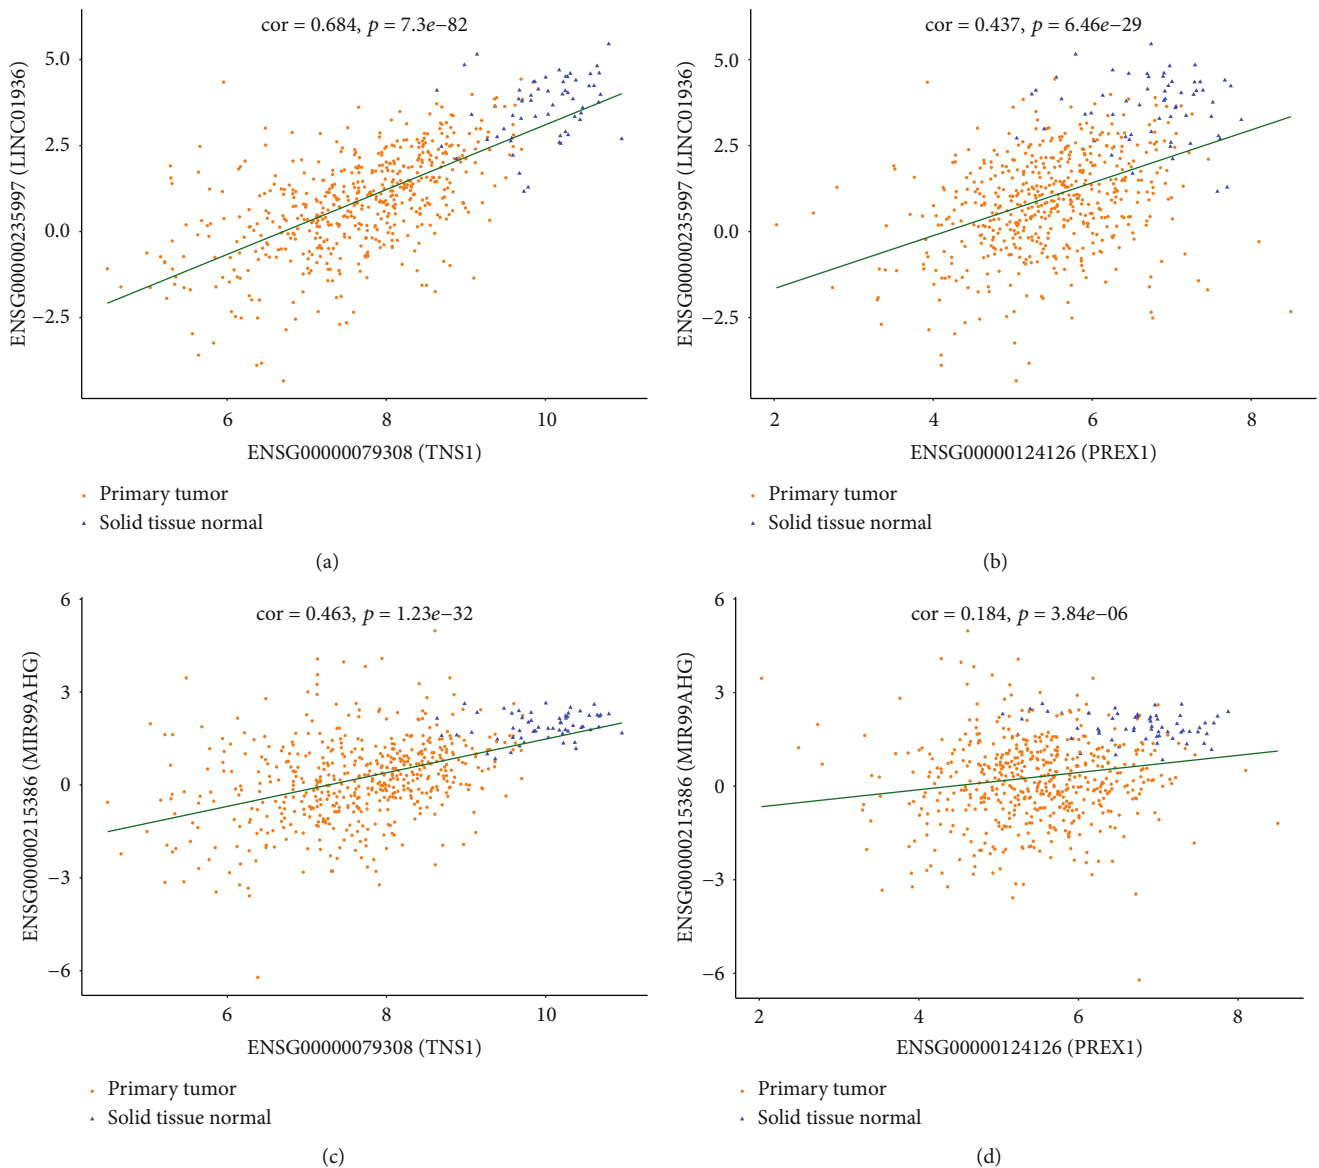 cor = 0.684, p = 7.3e−82
5.0
2.5
0.0
−2.5
ENSG00000235997 (LINC01936)
6 8 10
ENSG00000079308 (TNS1)
Primary tumor
Solid tissue normal
(a)
cor = 0.437, p = 6.46e−29
5.0
2.5
0.0
−2.5
ENSG00000235997 (LINC01936)
2 4 6 8
ENSG00000124126 (PREX1)
Primary tumor
Solid tissue normal
(b)
cor = 0.463, p = 1.23e−32
6
3
0
−3
−6
ENSG00000215386 (MIR99AHG)
6 8 10
ENSG00000079308 (TNS1)
Primary tumor
Solid tissue normal
(c)
cor = 0.184, p = 3.84e−06
6
3
0
−3
−6
ENSG00000215386 (MIR99AHG)
2 4 6 8
ENSG00000124126 (PREX1)
Primary tumor
Solid tissue normal
(d)